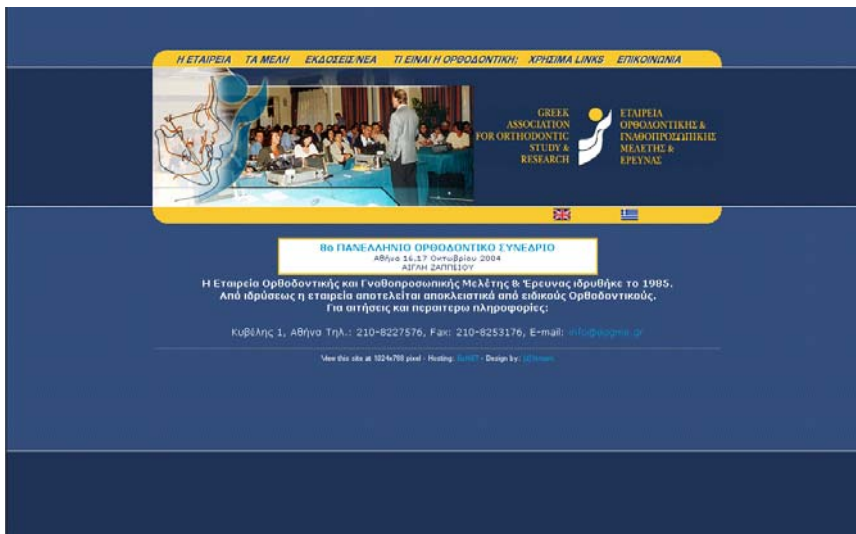 Η ΕΤΑΙΡΕΙΑ ΤΑ ΜΕΛΗ ΕΚΔΟΣΕΙΣ/ΝΕΑ ΤΙ ΕΙΝΑΙ Η ΟΡΘΟΔΟΝΤΙΚΗ; ΧΡΗΣΙΜΑ LINKS ΕΠΙΚΟΙΝΩΝΙΑ
GREEK
ASSOCIATION
FOR ORTHODONTIC
STUDY &
RESEARCH
ΕΤΑΙΡΕΙΑ
ΟΡΘΟΔΟΝΤΙΚΗΣ &
ΓΝΑΘΟΠΡΟΣΩΠΙΚΗΣ
ΜΕΛΕΤΗΣ &
ΕΡΕΥΝΑΣ
8ο ΠΑΝΕΛΛΗΝΙΟ ΟΡΘΟΔΟΝΤΙΚΟ ΣΥΝΕΔΡΙΟ
Αθήνα 16,17 Οκτωβρίου 2004
ΑΙΓΛΗ ΖΑΠΠΕΙΟΥ
Η Εταιρεία Ορθοδοντικής και Γναθοπροσωπικής Μελέτης & Έρευνας ιδρυθήκε το 1985.
Από ιδρύσεως η εταιρεία αποτελείται αποκλειστικά από ειδικούς Ορθοδοντικούς.
Για αιτήσεις και περαιτερω πληροφορίες:
Κυβέλης 1, Αθήνα Τηλ.: 210-8227576, Fax: 210-8253176, E-mail:
View this site at 1024x768 pixel - Hosting: - Design by: